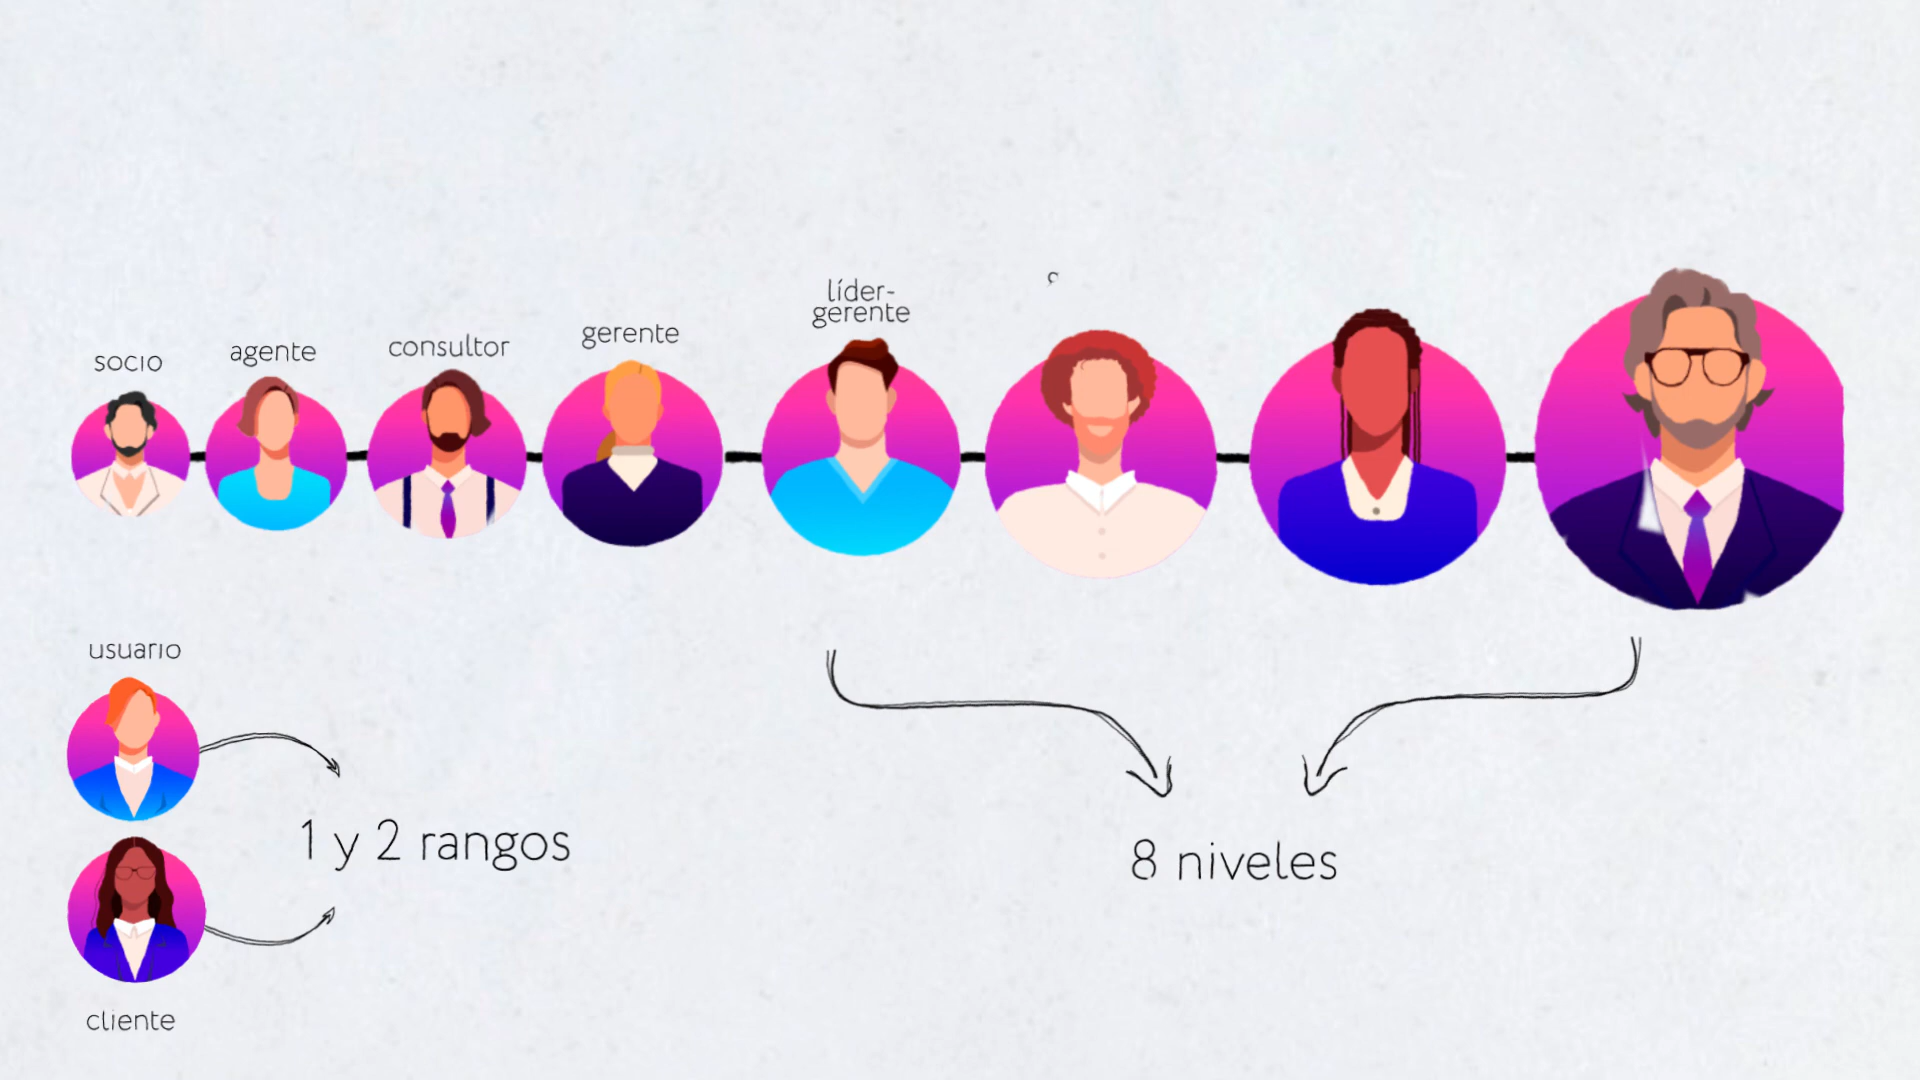 socio
agente
consultor
gerente
líder-
gerente
usuario
1 y 2 rangos
cliente
8 niveles